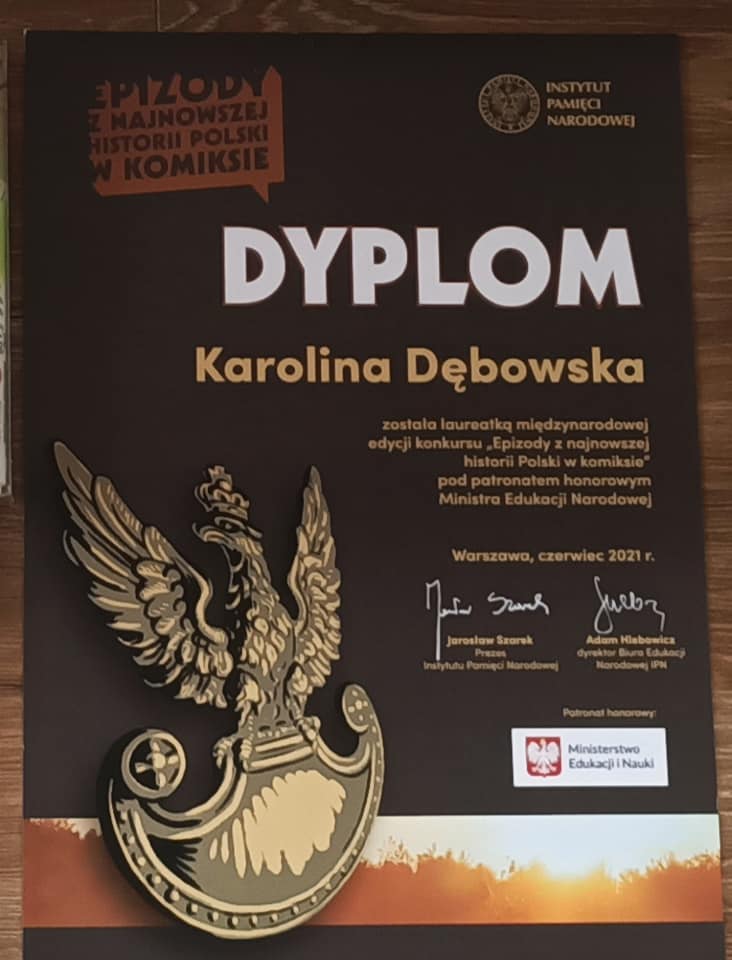 EPIZODY
Z NAJNOWSZEJ
HISTORII POLSKI
W KOMIKSIE
INSTYTUT
PAMIĘCI
NARODOWEJ
DYPLOM
Karolina Dębowska
została laureatką międzynarodowej
edycji konkursu „Epizody z najnowszej
historii Polski w komiksie"
pod patronatem honorowym
Ministra Edukacji Narodowej
Warszawa, czerwiec 2021 r.
Jarosław Szarek
Prezes
Instytutu Pamięci Narodowej
Adam Hlebowicz
dyrektor Biura Edukacji
Narodowej IPN
Patronat honorowy:
Ministerstwo
Edukacji i Nauki